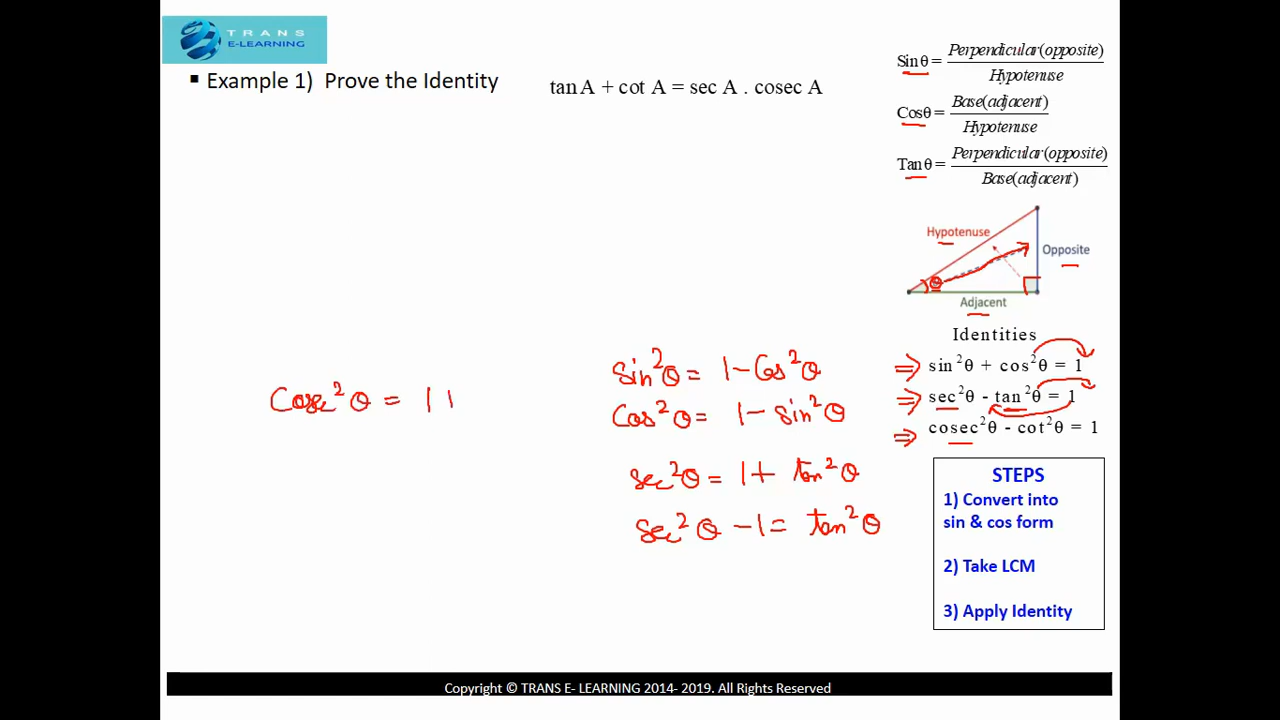 TRANS
E-LEARNING
▪ Example 1) Prove the Identity
tan A + cot A = sec A . cosec A
Sinθ = Perpendicular(opposite) / Hypotenuse
Cosθ = Base(adjacent) / Hypotenuse
Tanθ = Perpendicular(opposite) / Base(adjacent)
Hypotenuse
Opposite
θ
Adjacent
Identities
⇒ sin²θ + cos²θ = 1
⇒ sec²θ - tan²θ = 1
⇒ cosec²θ - cot²θ = 1
sin²θ = 1 - Cos²θ
Cos²θ = 1 - sin²θ
Cosec²θ = 1 1
sec²θ = 1 + tan²θ
sec²θ - 1 = tan²θ
STEPS
1) Convert into
sin & cos form
2) Take LCM
3) Apply Identity
Copyright © TRANS E- LEARNING 2014- 2019. All Rights Reserved